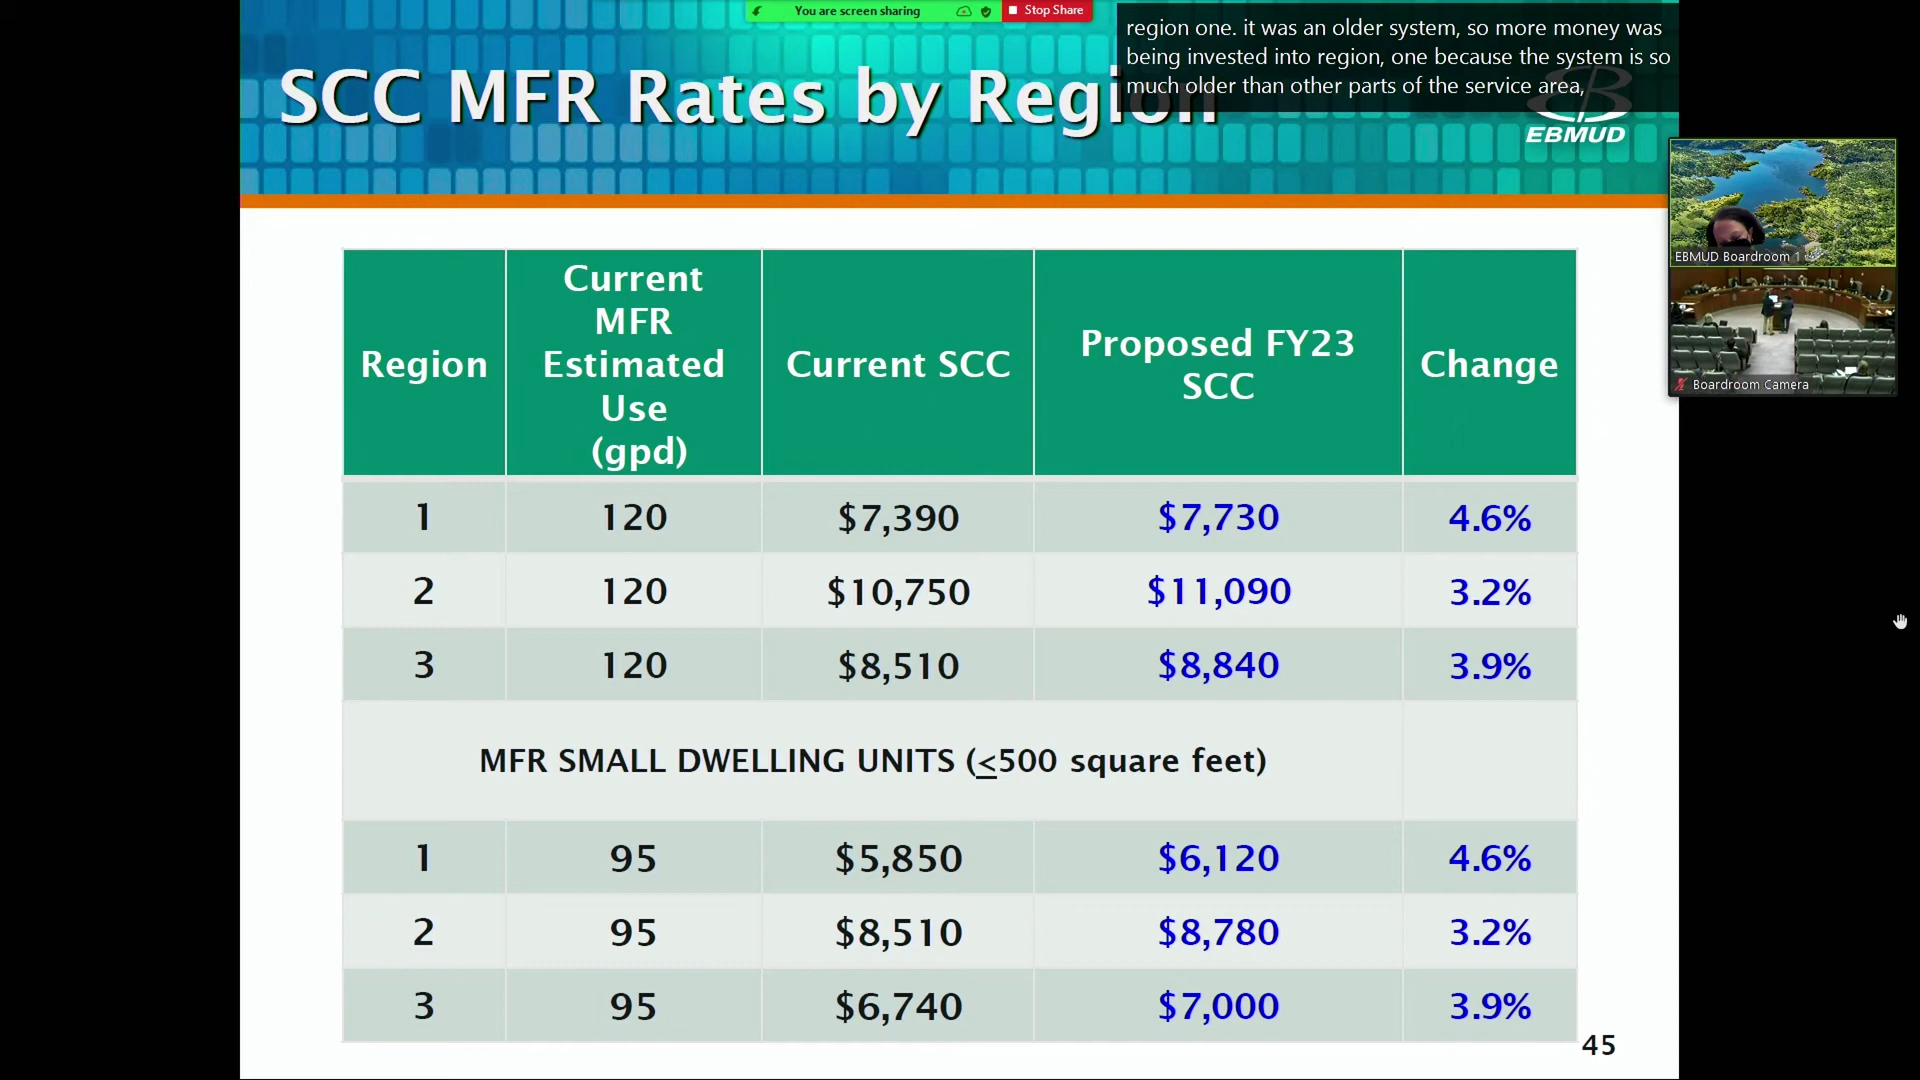 You are screen sharing
Stop Share
region one. it was an older system, so more money was
being invested into region, one because the system is so
much older than other parts of the service area,
SCC MFR Rates by Region
EBMUD
EBMUD Boardroom 1
Boardroom Camera
Region
Current
MFR
Estimated
Use
(gpd)
Current SCC
Proposed FY23
SCC
Change
1 120 $7,390 $7,730 4.6%
2 120 $10,750 $11,090 3.2%
3 120 $8,510 $8,840 3.9%
MFR SMALL DWELLING UNITS (≤500 square feet)
1 95 $5,850 $6,120 4.6%
2 95 $8,510 $8,780 3.2%
3 95 $6,740 $7,000 3.9%
45